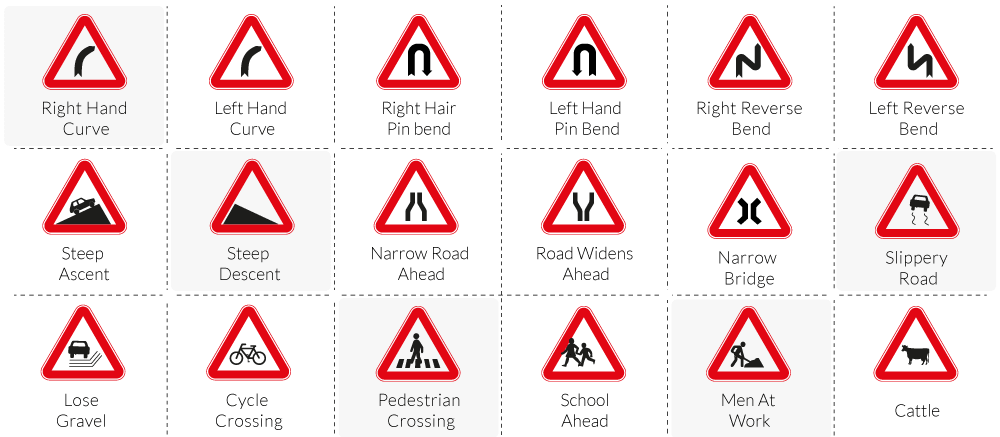 Right Hand
Curve
Left Hand
Curve
Right Hair
Pin bend
Left Hand
Pin Bend
Right Reverse
Bend
Left Reverse
Bend
Steep
Ascent
Steep
Descent
Narrow Road
Ahead
Road Widens
Ahead
Narrow
Bridge
Slippery
Road
Lose
Gravel
Cycle
Crossing
Pedestrian
Crossing
School
Ahead
Men At
Work
Cattle